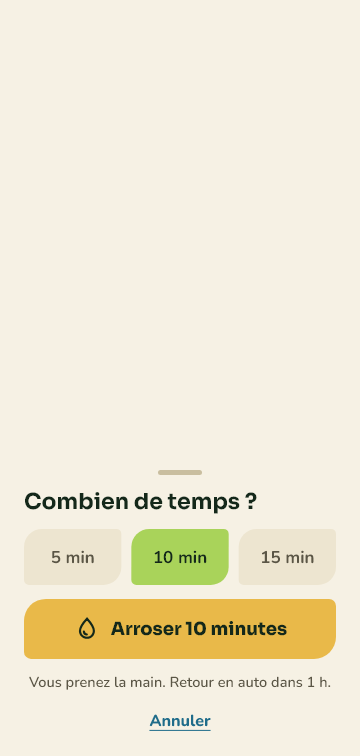 Combien de temps ?
5 min
10 min
15 min
Arroser 10 minutes
Vous prenez la main. Retour en auto dans 1 h.
Annuler